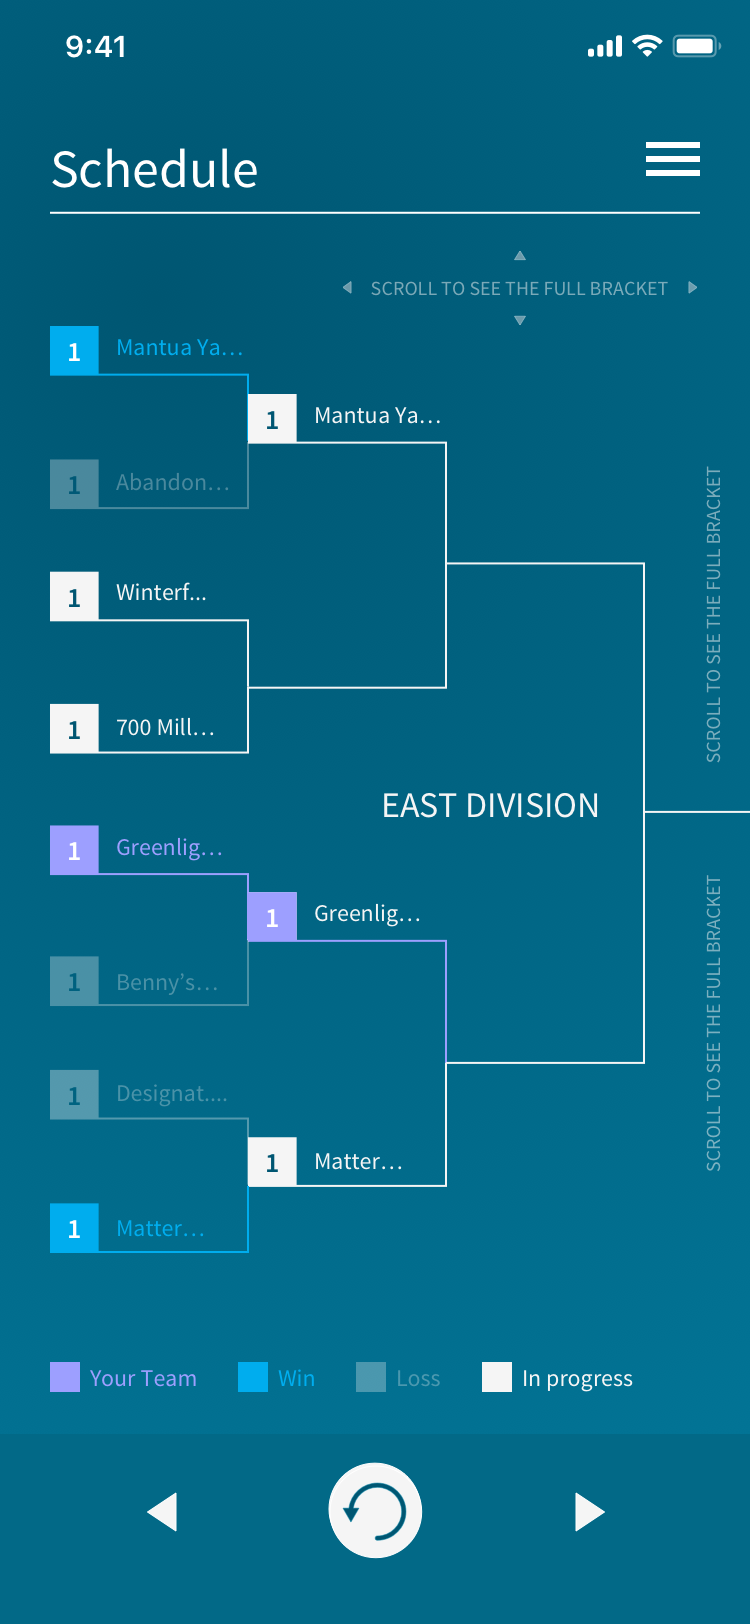 9:41
Schedule
SCROLL TO SEE THE FULL BRACKET
1 Mantua Ya...
1 Mantua Ya...
1 Abandon...
1 Winterf...
1 700 Mill...
SCROLL TO SEE THE FULL BRACKET
EAST DIVISION
1 Greenlig...
1 Greenlig...
1 Benny’s...
1 Designat....
1 Matter...
1 Matter...
SCROLL TO SEE THE FULL BRACKET
Your Team Win Loss In progress